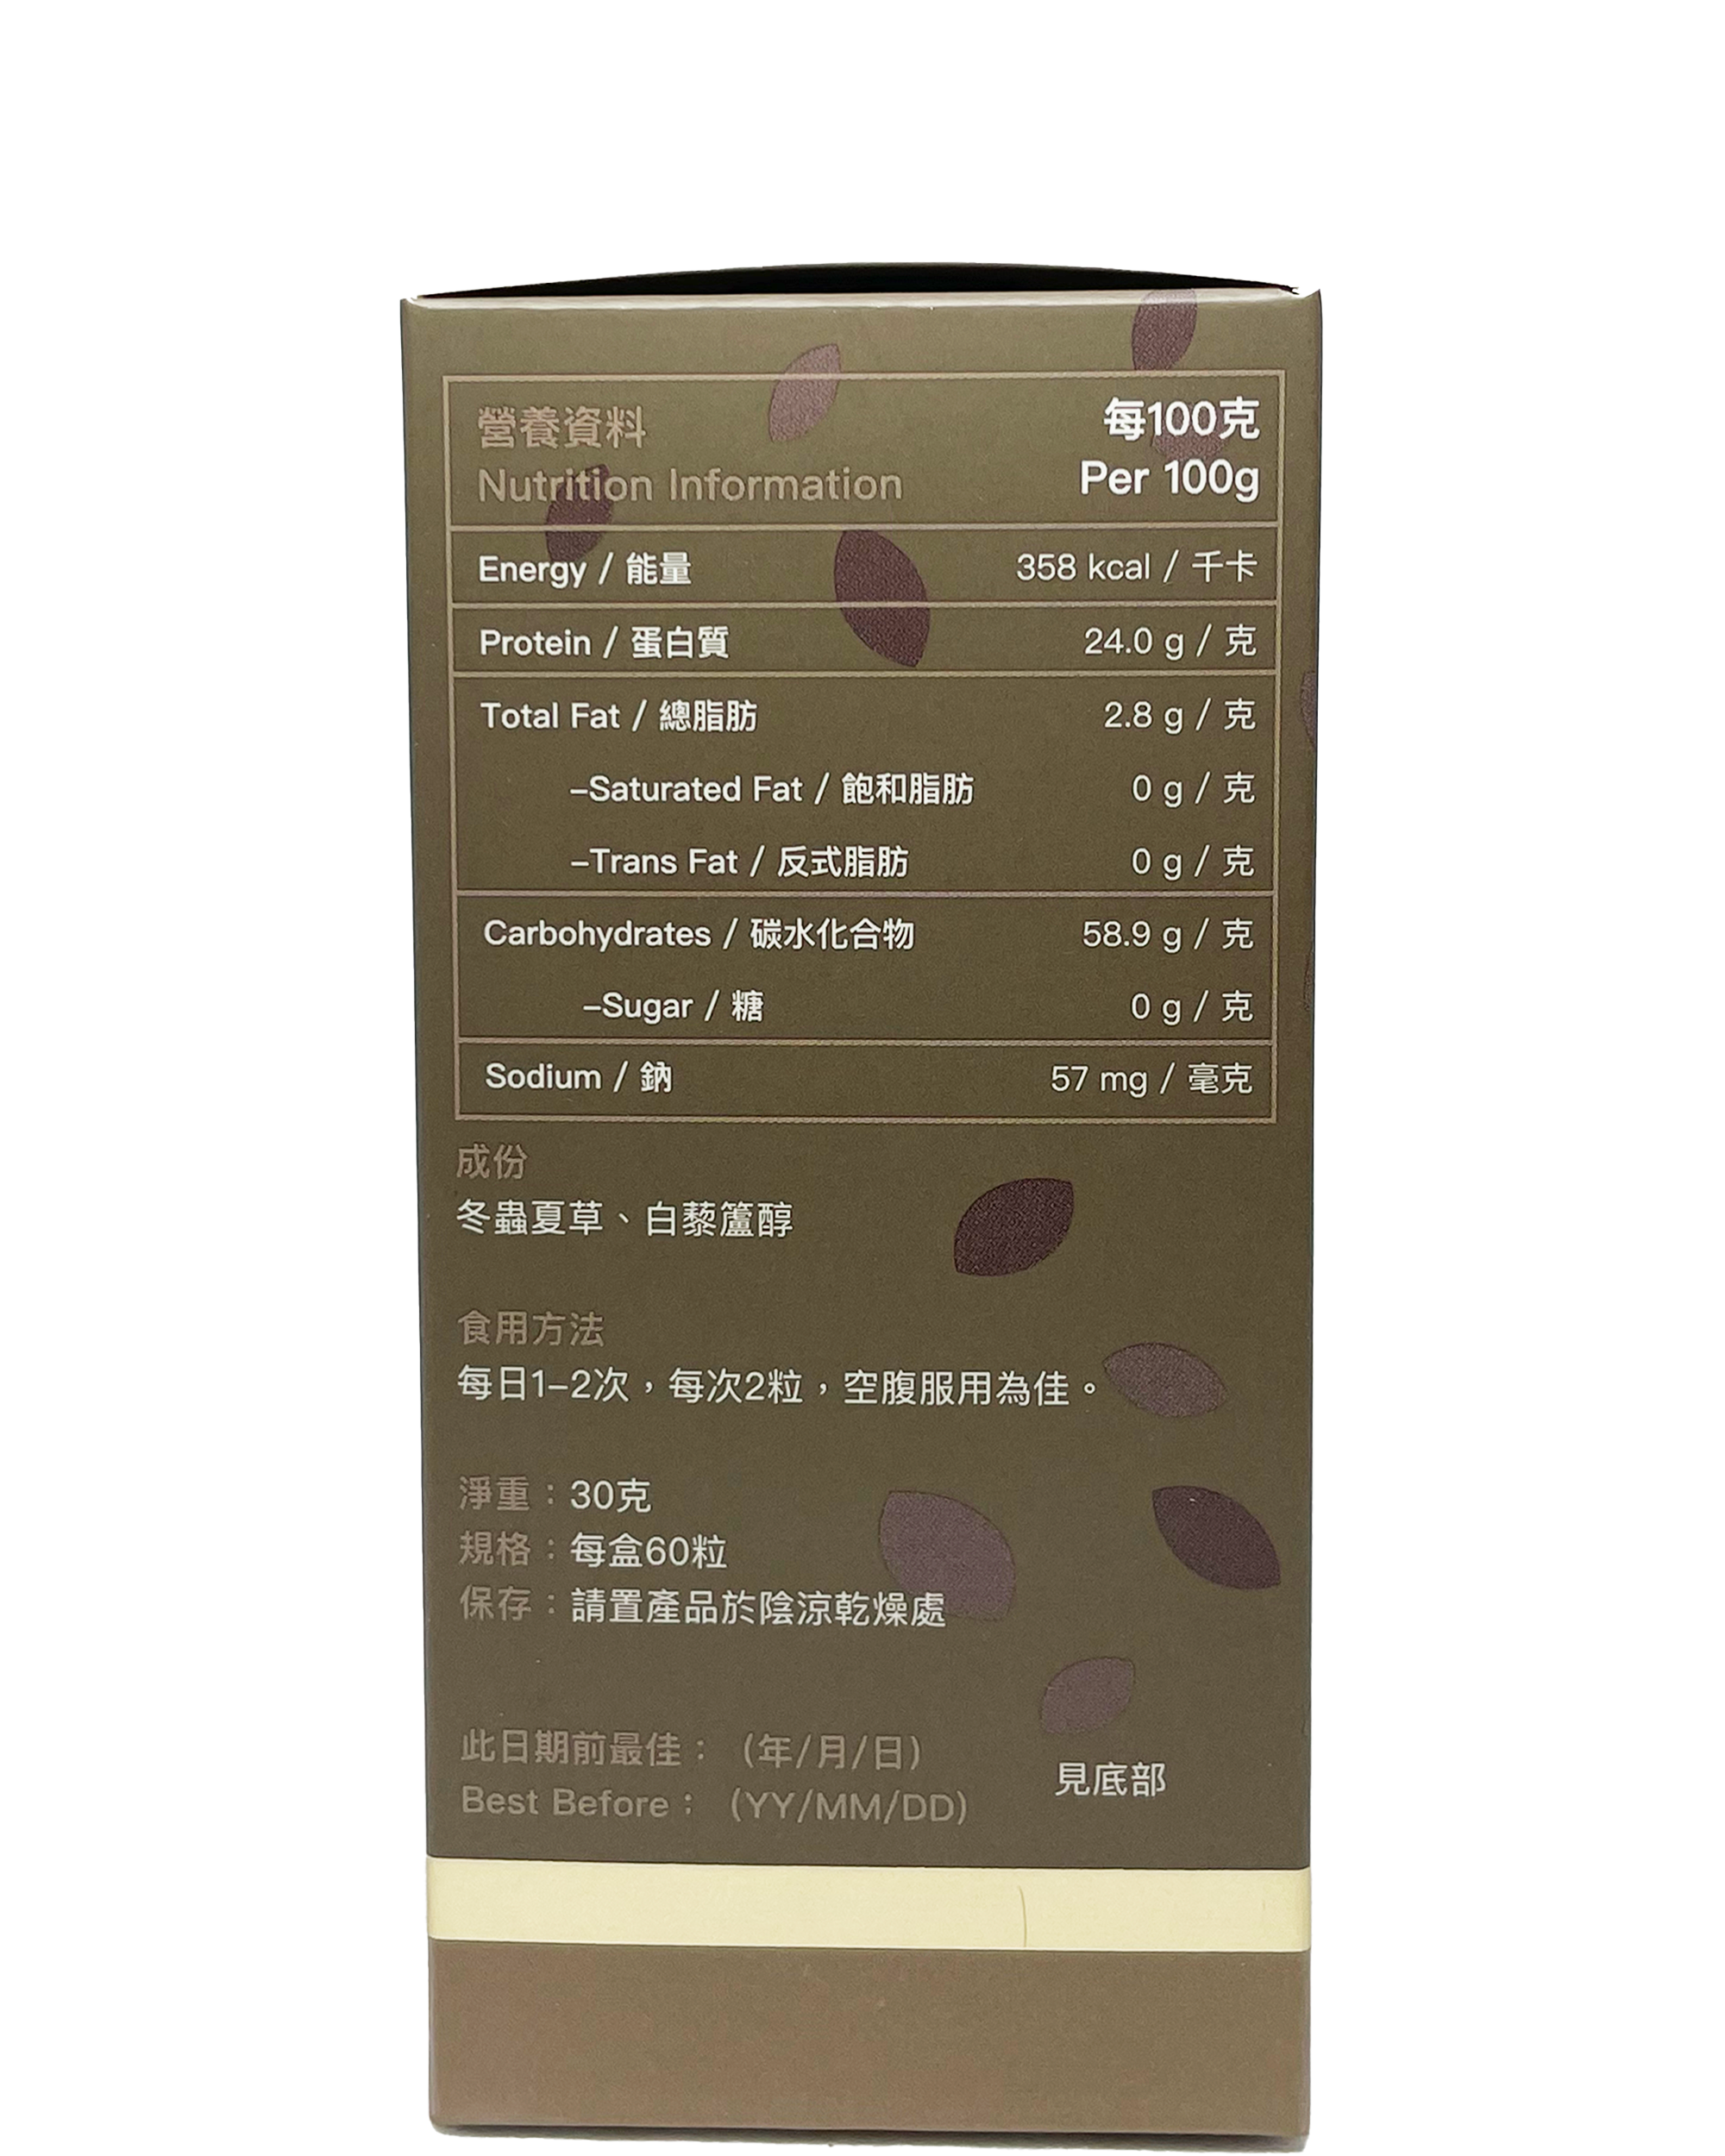 營養資料
每100克
Nutrition Information
Per 100g
Energy / 能量 358 kcal / 千卡
Protein / 蛋白質 24.0 g / 克
Total Fat / 總脂肪 2.8 g / 克
–Saturated Fat / 飽和脂肪 0 g / 克
–Trans Fat / 反式脂肪 0 g / 克
Carbohydrates / 碳水化合物 58.9 g / 克
–Sugar / 糖 0 g / 克
Sodium / 鈉 57 mg / 毫克
成份
冬蟲夏草、白藜蘆醇
食用方法
每日1–2次，每次2粒，空腹服用為佳。
淨重：30克
規格：每盒60粒
保存：請置產品於陰涼乾燥處
此日期前最佳： (年/月/日)
見底部
Best Before： (YY/MM/DD)